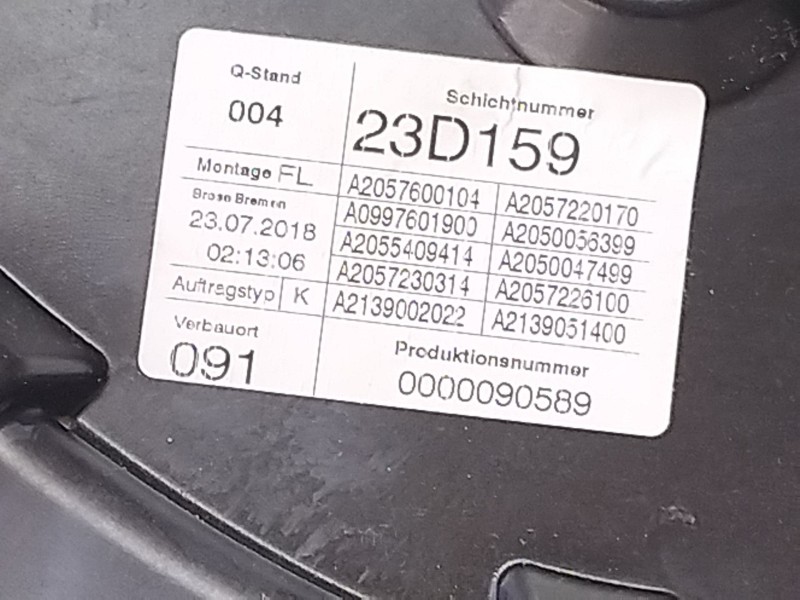 Q-Stand
004
Schichtnummer
23D159
Montage FL
Brose Bremen
23.07.2018
02:13:06
Auftragstyp K
Verbauort
091
A2057600104 A2057220170
A0997601900 A2050056399
A2055409414 A2050047499
A2057230314 A2057226100
A2139002022 A2139051400
Produktionsnummer
0000090589